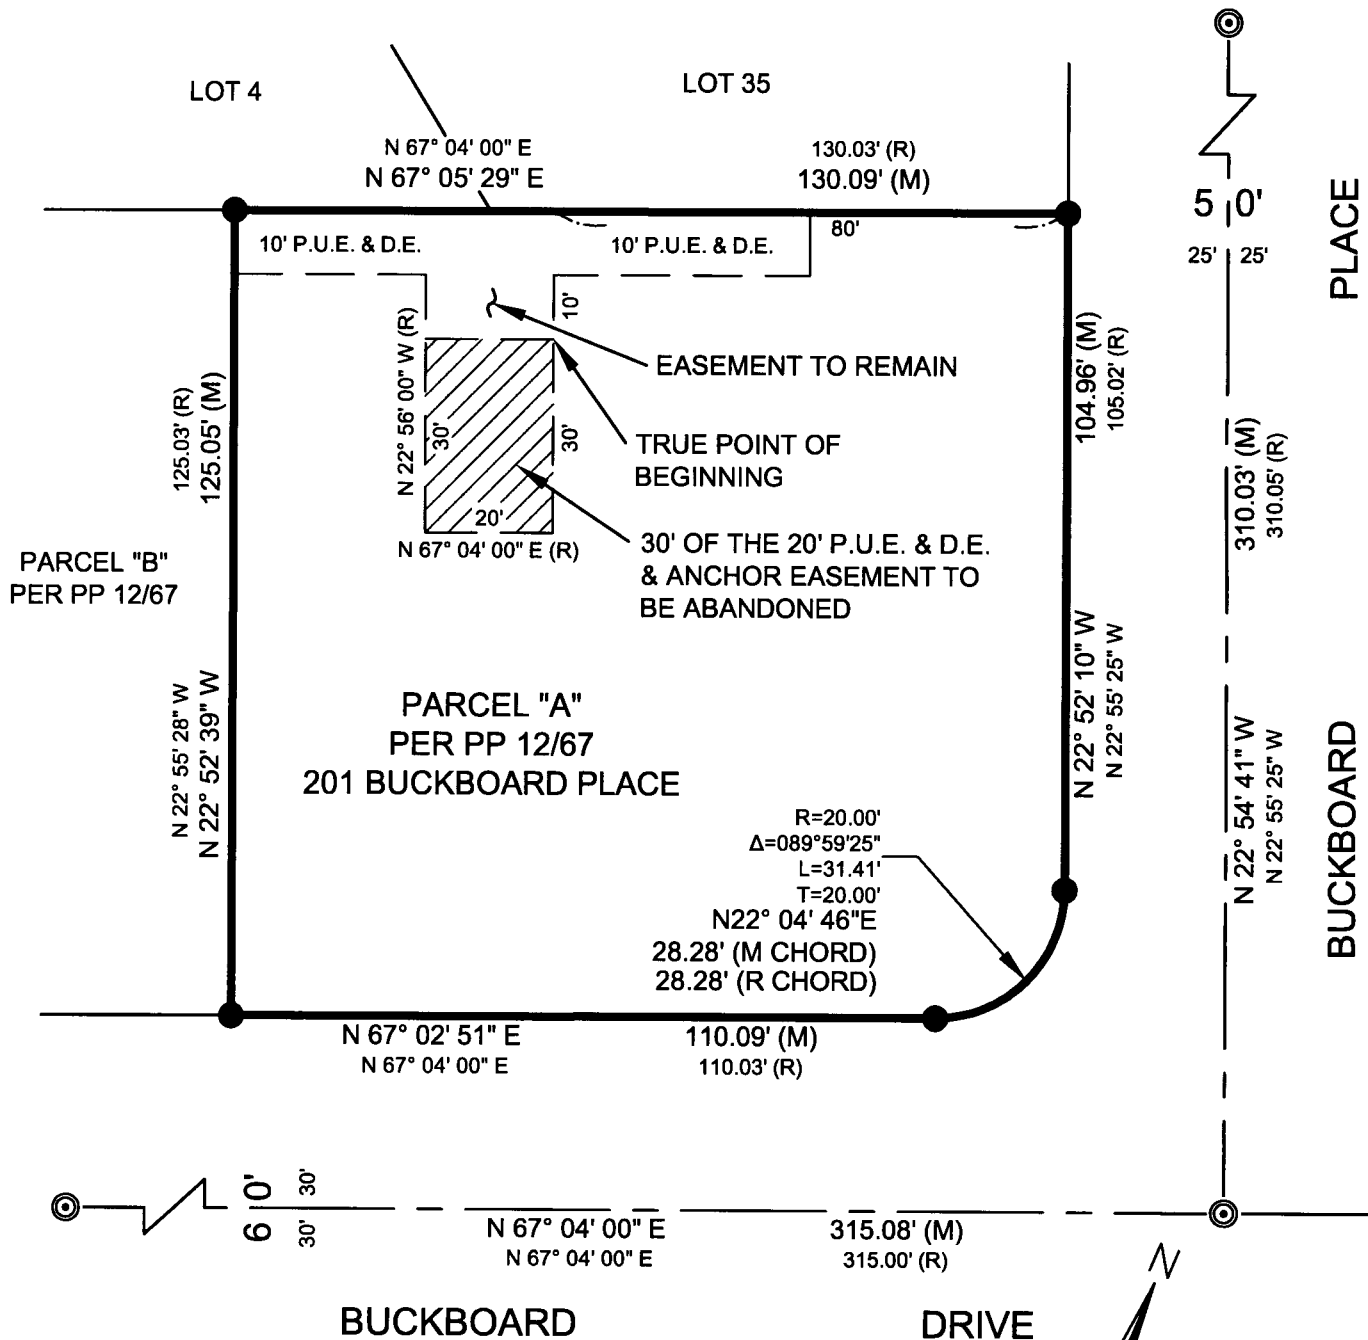 LOT 4
LOT 35
N 67° 04' 00" E
N 67° 05' 29" E
130.03' (R)
130.09' (M)
5 0'
25' 25'
PLACE
80'
10' P.U.E. & D.E.
10' P.U.E. & D.E.
10'
N 22° 56' 00" W (R)
30'
30'
20'
N 67° 04' 00" E (R)
EASEMENT TO REMAIN
TRUE POINT OF
BEGINNING
30' OF THE 20' P.U.E. & D.E.
& ANCHOR EASEMENT TO
BE ABANDONED
125.03' (R)
125.05' (M)
104.96' (M)
105.02' (R)
310.03' (M)
310.05' (R)
PARCEL "B"
PER PP 12/67
N 22° 55' 28" W
N 22° 52' 39" W
PARCEL "A"
PER PP 12/67
201 BUCKBOARD PLACE
N 22° 52' 10" W
N 22° 55' 25" W
N 22° 54' 41" W
N 22° 55' 25" W
BUCKBOARD
R=20.00'
Δ=089°59'25"
L=31.41'
T=20.00'
N22° 04' 46"E
28.28' (M CHORD)
28.28' (R CHORD)
N 67° 02' 51" E
N 67° 04' 00" E
110.09' (M)
110.03' (R)
6 0'
30'
30'
N 67° 04' 00" E
N 67° 04' 00" E
315.08' (M)
315.00' (R)
N
BUCKBOARD DRIVE